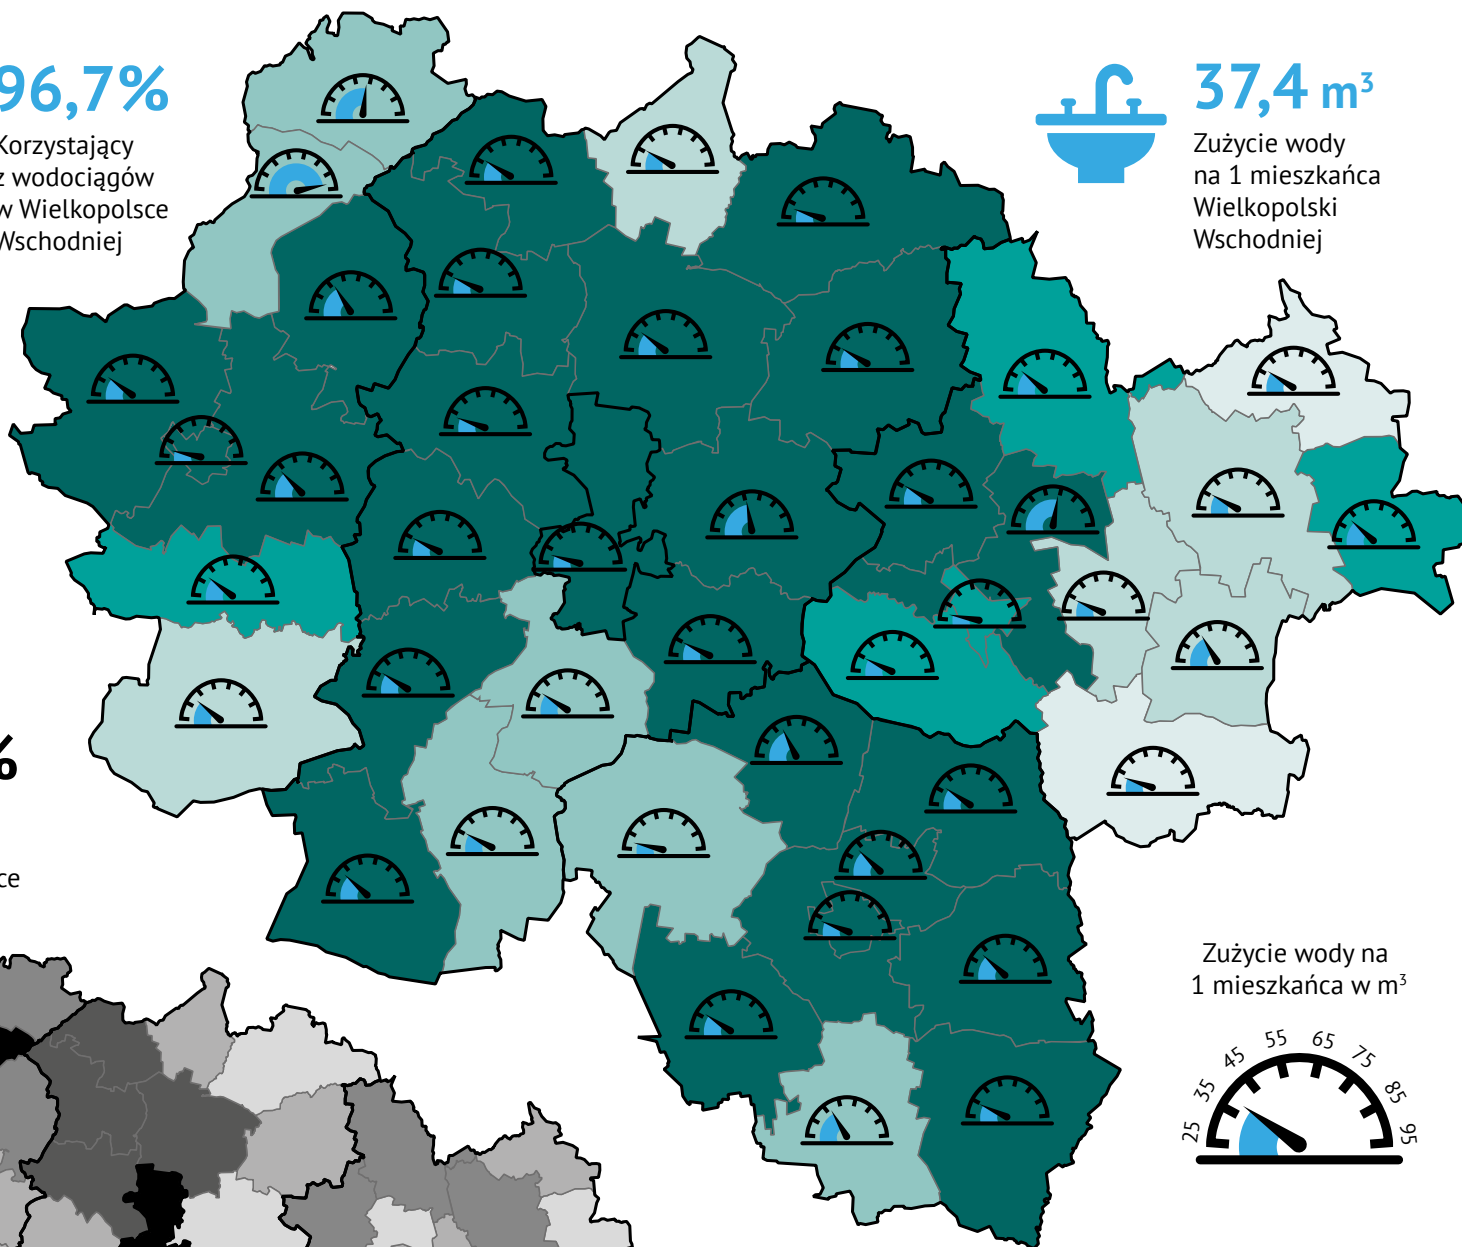 96,7%
Korzystający
z wodociągów
w Wielkopolsce
Wschodniej
37,4 m³
Zużycie wody
na 1 mieszkańca
Wielkopolski
Wschodniej
%
ce
Zużycie wody na
1 mieszkańca w m³
25 35 45 55 65 75 85 95